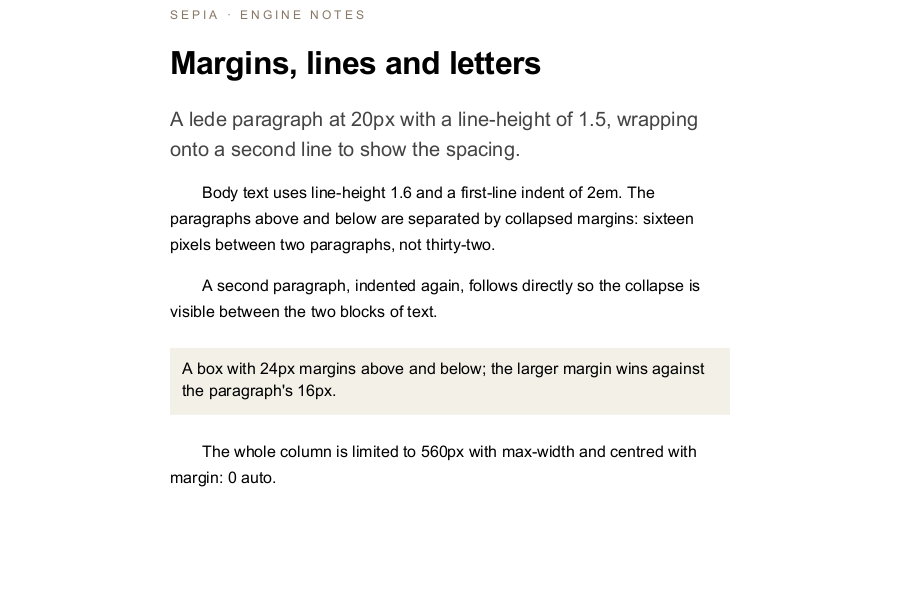 SEPIA · ENGINE NOTES
Margins, lines and letters
A lede paragraph at 20px with a line-height of 1.5, wrapping
onto a second line to show the spacing.
Body text uses line-height 1.6 and a first-line indent of 2em. The
paragraphs above and below are separated by collapsed margins: sixteen
pixels between two paragraphs, not thirty-two.
A second paragraph, indented again, follows directly so the collapse is
visible between the two blocks of text.
A box with 24px margins above and below; the larger margin wins against
the paragraph's 16px.
The whole column is limited to 560px with max-width and centred with
margin: 0 auto.